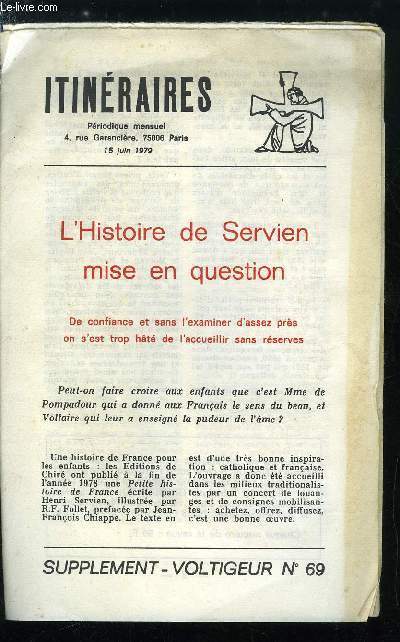 le-livre.com
ITINÉRAIRES
Périodique mensuel
4, rue Garancière, 75006 Paris
15 juin 1979
L'Histoire de Servien
mise en question
De confiance et sans l'examiner d'assez près
on s'est trop hâté de l'accueillir sans réserves
Peut-on faire croire aux enfants que c'est Mme de
Pompadour qui a donné aux Français le sens du beau, et
Voltaire qui leur a enseigné la pudeur de l'âme ?
Une histoire de France pour
les enfants : les Editions de
Chiré ont publié à la fin de
l'année 1978 une Petite his-
toire de France écrite par
Henri Servien, illustrée par
R.F. Follet, préfacée par Jean-
François Chiappe. Le texte en
est d'une très bonne inspira-
tion : catholique et française.
L'ouvrage a donc été accueilli
dans les milieux traditionalis-
tes par un concert de louan-
ges et de consignes mobilisan-
tes : achetez, offrez, diffusez,
c'est une bonne œuvre.
SUPPLEMENT - VOLTIGEUR N° 69